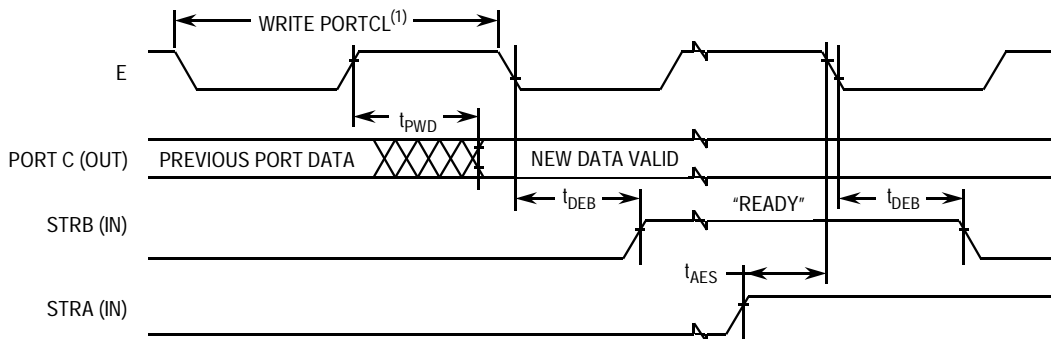 WRITE PORTCL(1)
E
tPWD
PORT C (OUT)
PREVIOUS PORT DATA
NEW DATA VALID
tDEB
"READY"
tDEB
STRB (IN)
tAES
STRA (IN)